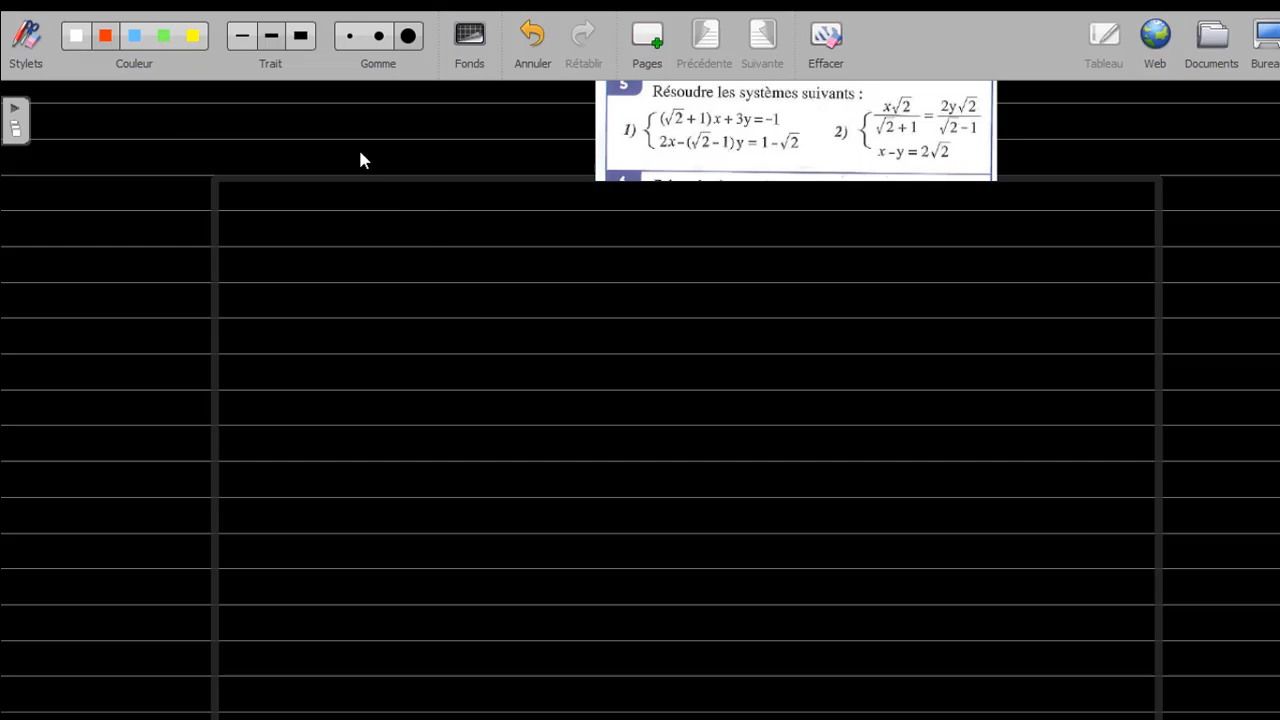 Stylets Couleur Trait Gomme Fonds Annuler Rétablir Pages Précédente Suivante Effacer Tableau Web Documents Burea
5 Résoudre les systèmes suivants :
1) { (√2+1)x+3y=-1
2x-(√2-1)y=1-√2
2) { x√2/(√2+1) = 2y√2/(√2-1)
x-y=2√2